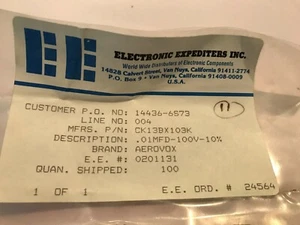 EE
ELECTRONIC EXPEDITERS INC.
World Wide Distributors of Electronic Components
14828 Calvert Street, Van Nuys, California 91411-2774
P.O. Box 9 • Van Nuys, California 91408-0009
U.S.A.
CUSTOMER P.O. NO: 14436-6573
LINE NO: 004
MFRS. P/N: CK13BX103K
DESCRIPTION: .01MFD-100V-10%
BRAND: AEROVOX
E.E. #: 0201131
QUAN. SHIPPED: 100
1 OF 1
E.E. ORD. # 24564
11